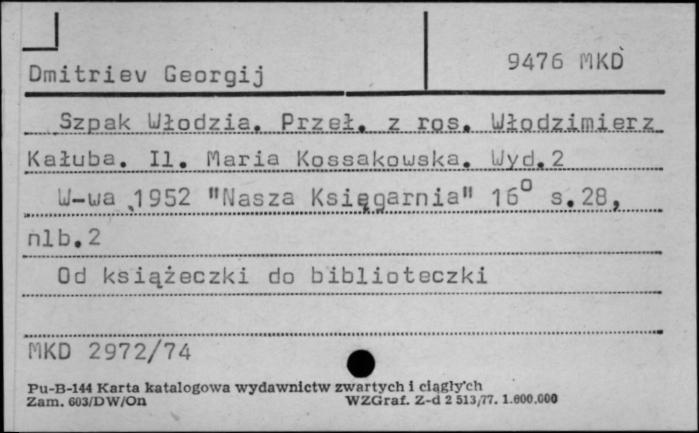 Dmitriev Georgij
9476 MKD
Szpak Włodzia. Przeł. z ros. Włodzimierz
Kałuba. Il. Maria Kossakowska. Wyd.2
W-wa 1952 "Nasza Księgarnia" 16° s.28,
nlb.2
Od książeczki do biblioteczki
MKD 2972/74
Pu-B-144 Karta katalogowa wydawnictw zwartych i ciągłych
Zam. 603/DW/On WZGraf. Z-d 2 513/77. 1.600.000